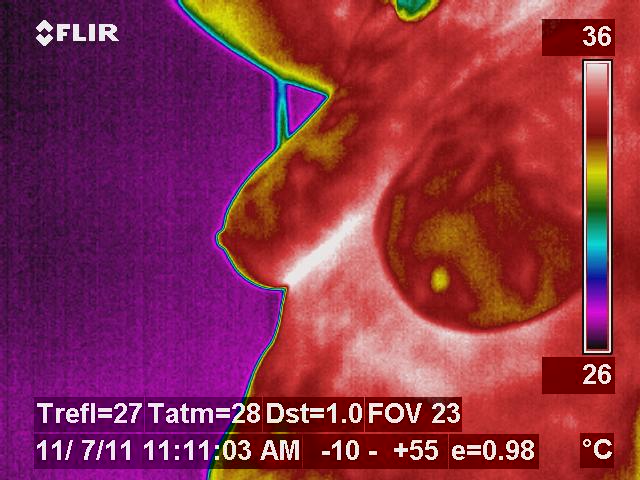 FLIR
36
26
Trefl=27 Tatm=28 Dst=1.0 FOV 23
11/ 7/11 11:11:03 AM -10 - +55 e=0.98 °C